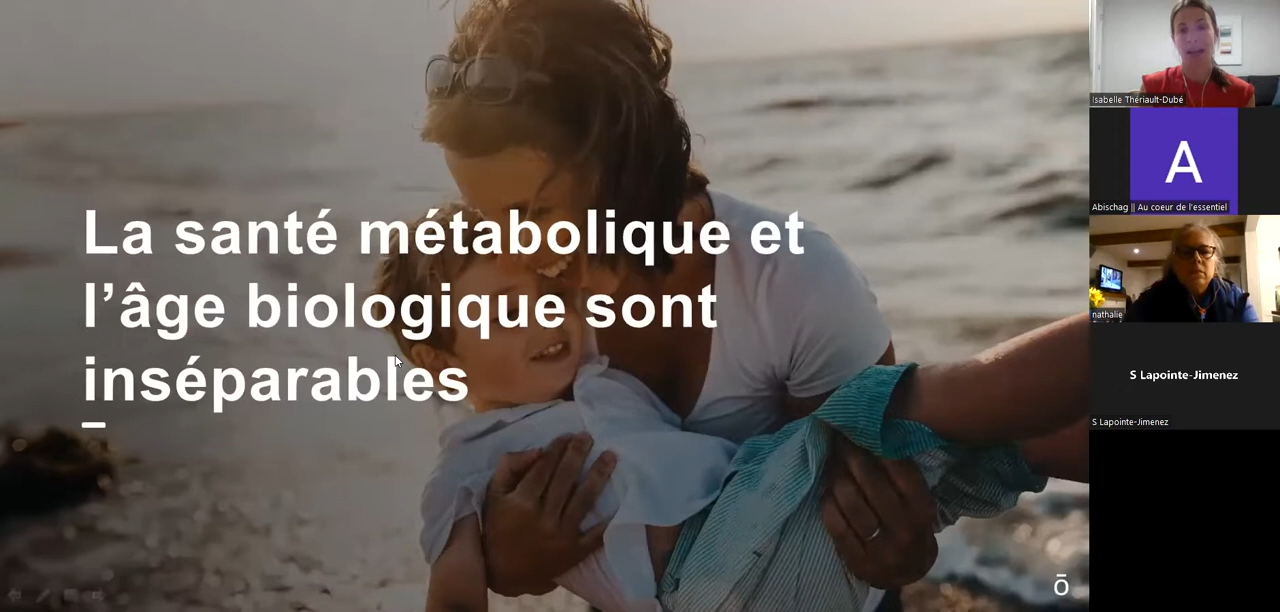 La santé métabolique et
l’âge biologique sont
inséparables
ō
Isabelle Thériault-Dubé
A
Abischag || Au coeur de l'essentiel
nathalie
S Lapointe-Jimenez
S Lapointe-Jimenez